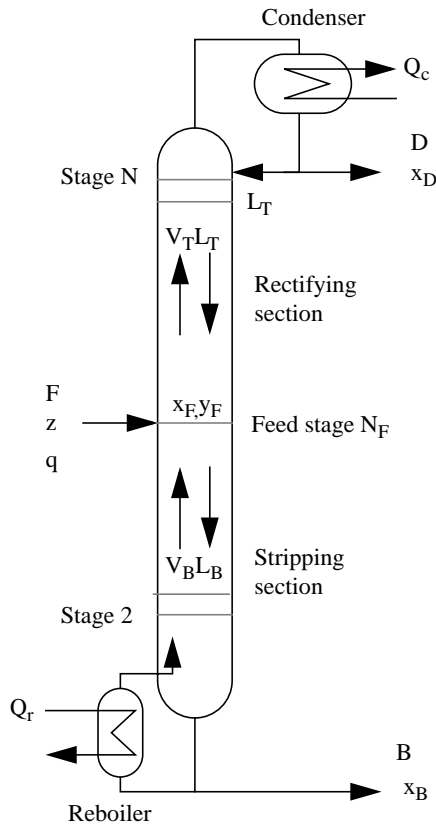 Condenser
Q_c
D
x_D
Stage N
L_T
V_T L_T
Rectifying
section
F
z
q
x_F, y_F
Feed stage N_F
V_B L_B
Stripping
section
Stage 2
Q_r
Reboiler
B
x_B